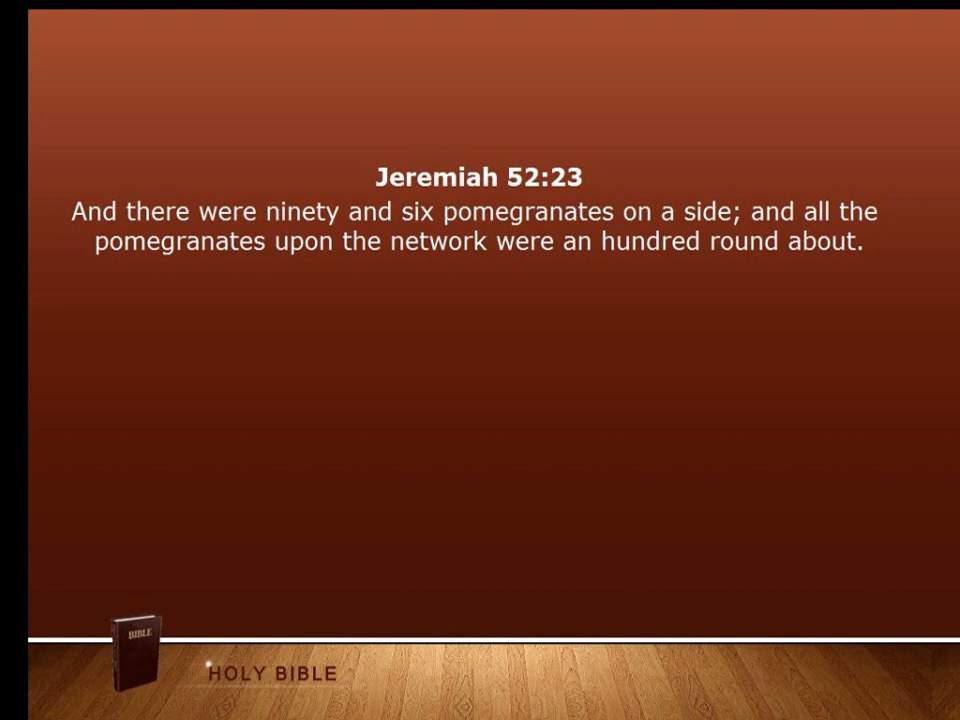 Jeremiah 52:23
And there were ninety and six pomegranates on a side; and all the
pomegranates upon the network were an hundred round about.
BIBLE
HOLY BIBLE